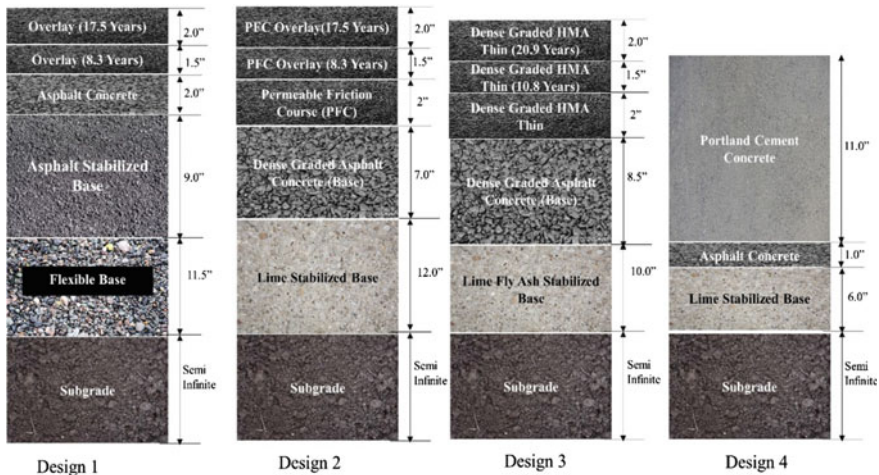 Overlay (17.5 Years)
2.0”
Overlay (8.3 Years)
1.5”
Asphalt Concrete
2.0”
Asphalt Stabilized
Base
9.0”
Flexible Base
11.5”
Subgrade
Semi
Infinite
Design 1
PFC Overlay(17.5 Years)
2.0”
PFC Overlay (8.3 Years)
1.5”
Permeable Friction
Course (PFC)
2”
Dense Graded Asphalt
Concrete (Base)
7.0”
Lime Stabilized Base
12.0”
Subgrade
Semi
Infinite
Design 2
Dense Graded HMA
Thin (20.9 Years)
2.0”
Dense Graded HMA
Thin (10.8 Years)
1.5”
Dense Graded HMA
Thin
2”
Dense Graded Asphalt
Concrete (Base)
8.5”
Lime Fly Ash Stabilized
Base
10.0”
Subgrade
Semi
Infinite
Design 3
Portland Cement
Concrete
11.0”
Asphalt Concrete
1.0”
Lime Stabilized Base
6.0”
Subgrade
Semi
Infinite
Design 4